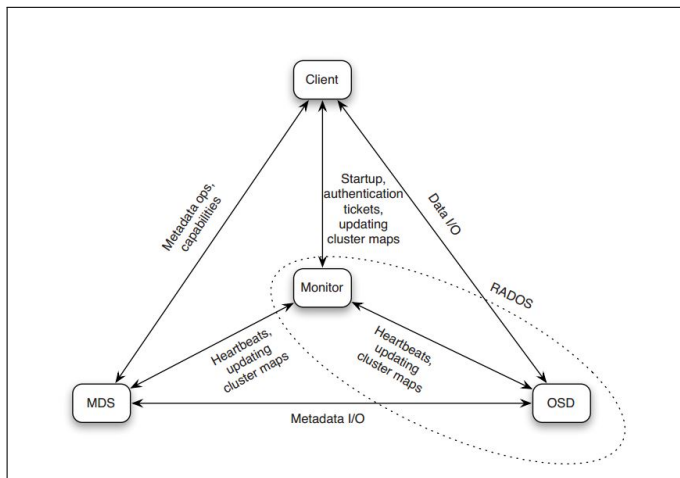 Client
Metadata ops,
capabilities
Startup,
authentication
tickets,
updating
cluster maps
Data I/O
RADOS
Monitor
Heartbeats,
updating
cluster maps
Heartbeats,
updating
cluster maps
MDS
OSD
Metadata I/O